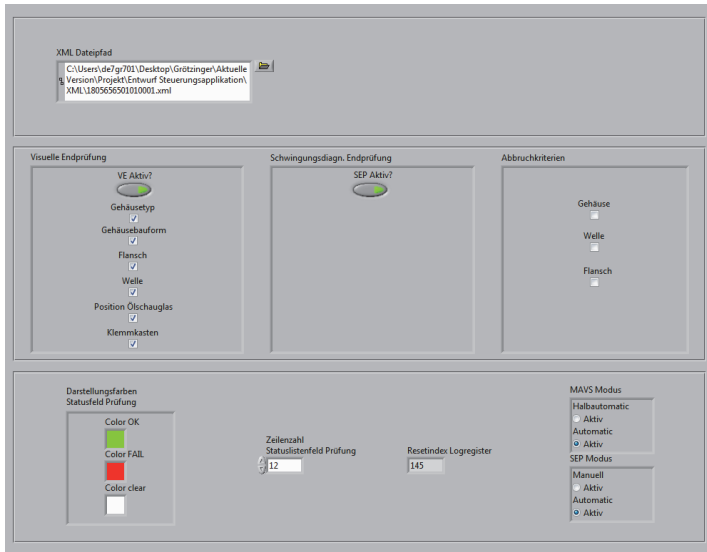 XML Dateipfad
C:\Users\de7gr701\Desktop\Grötzinger\Aktuelle
Version\Projekt\Entwurf Steuerungsapplikation\
XML\1805656501010001.xml
Visuelle Endprüfung
VE Aktiv?
Gehäusetyp
Gehäusebauform
Flansch
Welle
Position Ölschauglas
Klemmkasten
Schwingungsdiagn. Endprüfung
SEP Aktiv?
Abbruchkriterien
Gehäuse
Welle
Flansch
Darstellungsfarben
Statusfeld Prüfung
Color OK
Color FAIL
Color clear
Zeilenzahl
Statuslistenfeld Prüfung
12
Resetindex Logregister
145
MAVS Modus
Halbautomatic
Aktiv
Automatic
Aktiv
SEP Modus
Manuell
Aktiv
Automatic
Aktiv